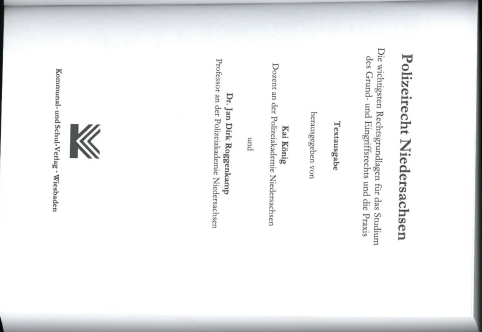 Polizeirecht Niedersachsen
Die wichtigsten Rechtsgrundlagen für das Studium
des Grund- und Eingriffsrechts und die Praxis
Textausgabe
herausgegeben von
Kai König
Dozent an der Polizeiakademie Niedersachsen
und
Dr. Jan Dirk Roggenkamp
Professor an der Polizeiakademie Niedersachsen
Kommunal- und Schul-Verlag · Wiesbaden